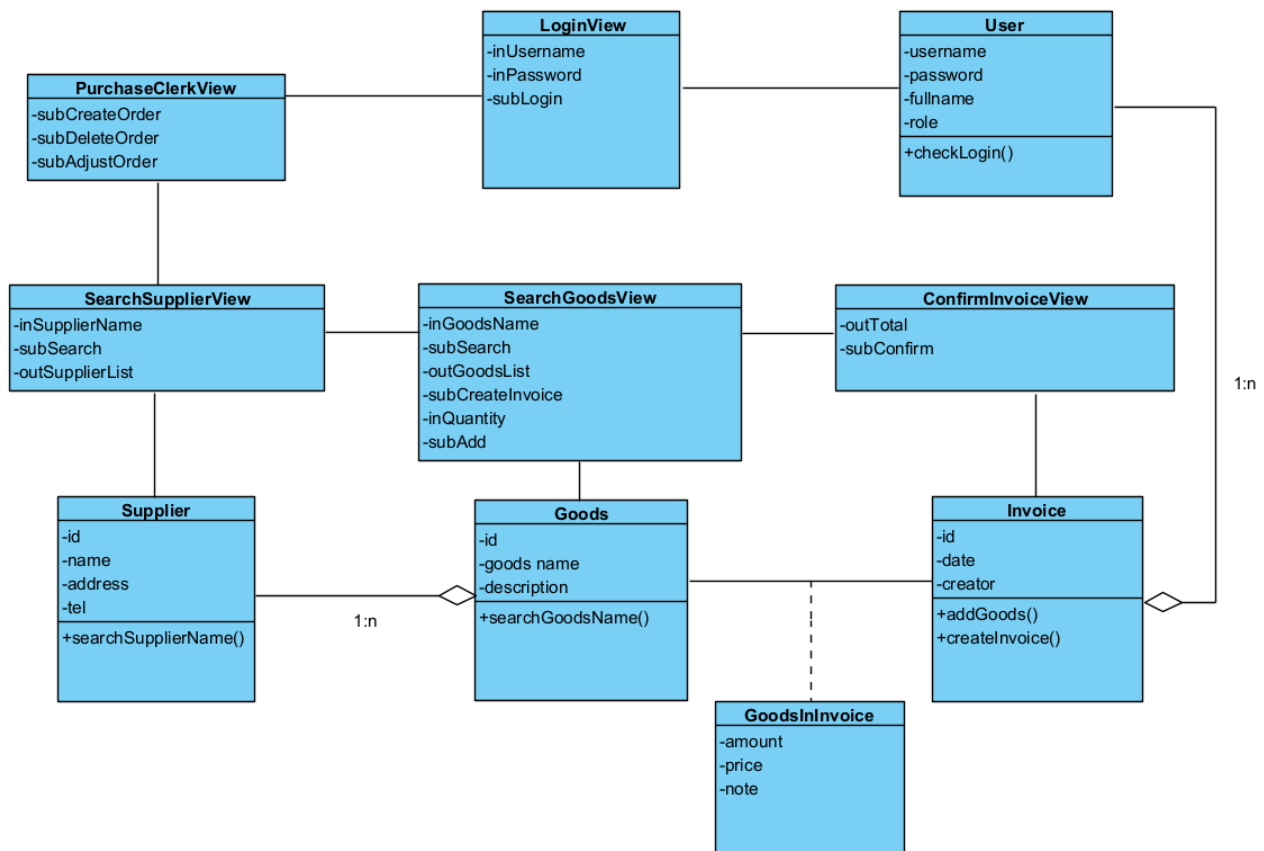 LoginView
-inUsername
-inPassword
-subLogin
User
-username
-password
-fullname
-role
+checkLogin()
PurchaseClerkView
-subCreateOrder
-subDeleteOrder
-subAdjustOrder
SearchSupplierView
-inSupplierName
-subSearch
-outSupplierList
SearchGoodsView
-inGoodsName
-subSearch
-outGoodsList
-subCreateInvoice
-inQuantity
-subAdd
ConfirmInvoiceView
-outTotal
-subConfirm
1:n
Supplier
-id
-name
-address
-tel
+searchSupplierName()
1:n
Goods
-id
-goods name
-description
+searchGoodsName()
Invoice
-id
-date
-creator
+addGoods()
+createInvoice()
GoodsInInvoice
-amount
-price
-note